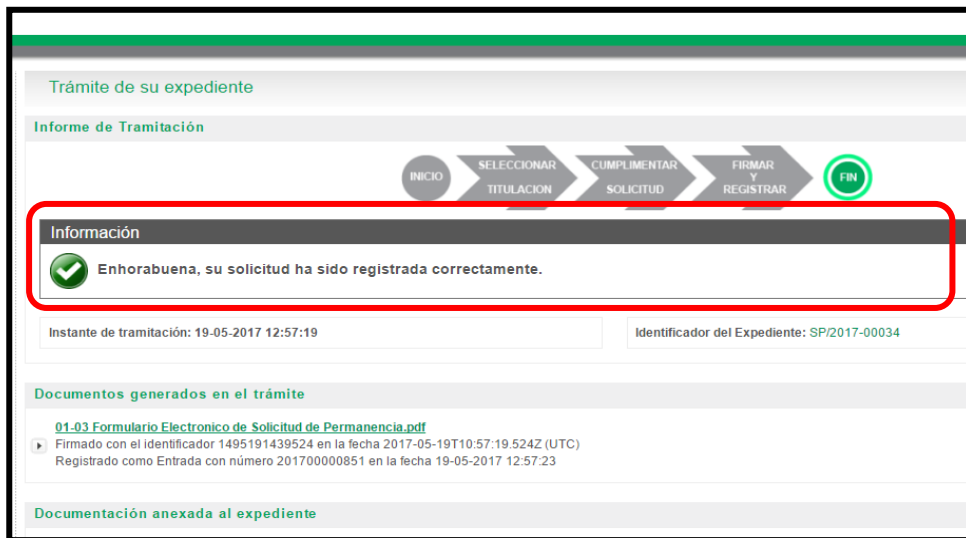 Trámite de su expediente
Informe de Tramitación
INICIO
SELECCIONAR
TITULACION
CUMPLIMENTAR
SOLICITUD
FIRMAR
Y
REGISTRAR
FIN
Información
Enhorabuena, su solicitud ha sido registrada correctamente.
Instante de tramitación: 19-05-2017 12:57:19
Identificador del Expediente: SP/2017-00034
Documentos generados en el trámite
01-03 Formulario Electronico de Solicitud de Permanencia.pdf
Firmado con el identificador 1495191439524 en la fecha 2017-05-19T10:57:19.524Z (UTC)
Registrado como Entrada con número 201700000851 en la fecha 19-05-2017 12:57:23
Documentación anexada al expediente